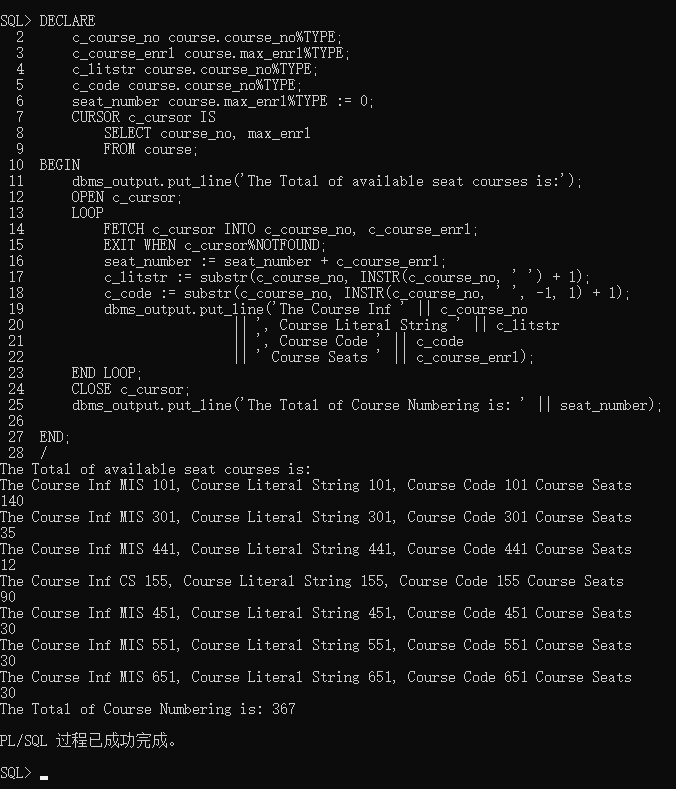 SQL> DECLARE
  2      c_course_no course.course_no%TYPE;
  3      c_course_enrl course.max_enrl%TYPE;
  4      c_litstr course.course_no%TYPE;
  5      c_code course.course_no%TYPE;
  6      seat_number course.max_enrl%TYPE := 0;
  7      CURSOR c_cursor IS
  8          SELECT course_no, max_enrl
  9          FROM course;
 10  BEGIN
 11      dbms_output.put_line('The Total of available seat courses is:');
 12      OPEN c_cursor;
 13      LOOP
 14          FETCH c_cursor INTO c_course_no, c_course_enrl;
 15          EXIT WHEN c_cursor%NOTFOUND;
 16          seat_number := seat_number + c_course_enrl;
 17          c_litstr := substr(c_course_no, INSTR(c_course_no, ' ') + 1);
 18          c_code := substr(c_course_no, INSTR(c_course_no, ' ', -1, 1) + 1);
 19          dbms_output.put_line('The Course Inf ' || c_course_no
 20                          || ', Course Literal String ' || c_litstr
 21                          || ', Course Code ' || c_code
 22                          || ' Course Seats ' || c_course_enrl);
 23      END LOOP;
 24      CLOSE c_cursor;
 25      dbms_output.put_line('The Total of Course Numbering is: ' || seat_number);
 26
 27  END;
 28  /
The Total of available seat courses is:
The Course Inf MIS 101, Course Literal String 101, Course Code 101 Course Seats
140
The Course Inf MIS 301, Course Literal String 301, Course Code 301 Course Seats
35
The Course Inf MIS 441, Course Literal String 441, Course Code 441 Course Seats
12
The Course Inf CS 155, Course Literal String 155, Course Code 155 Course Seats
90
The Course Inf MIS 451, Course Literal String 451, Course Code 451 Course Seats
30
The Course Inf MIS 551, Course Literal String 551, Course Code 551 Course Seats
30
The Course Inf MIS 651, Course Literal String 651, Course Code 651 Course Seats
30
The Total of Course Numbering is: 367
PL/SQL 过程已成功完成。
SQL>